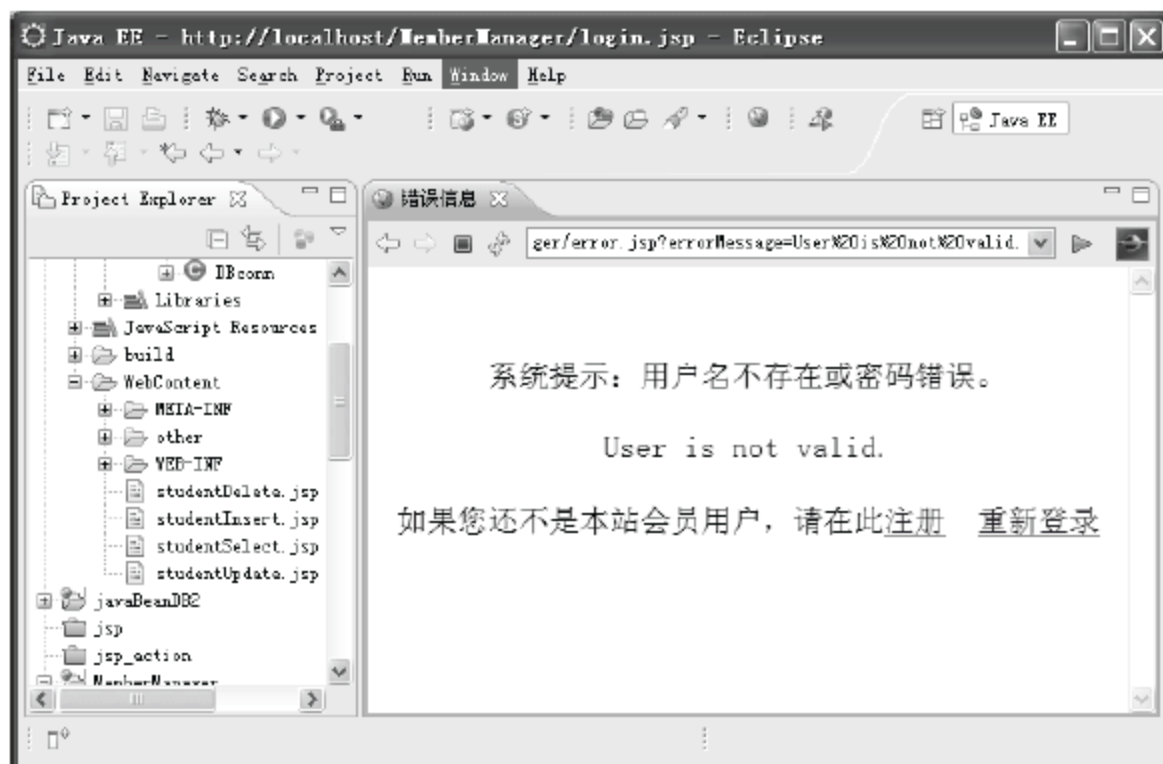 Java EE - http://localhost/MemberManager/login.jsp - Eclipse
File Edit Navigate Search Project Run Window Help
Java EE
Project Explorer
错误信息
ger/error.jsp?errorMessage=User%20is%20not%20valid.
DBconn
Libraries
JavaScript Resources
build
WebContent
META-INF
other
WEB-INF
studentDelete.jsp
studentInsert.jsp
studentSelect.jsp
studentUpdate.jsp
javaBeanDB2
jsp
jsp_action
MemberManager
系统提示：用户名不存在或密码错误。
User is not valid.
如果您还不是本站会员用户，请在此注册 重新登录